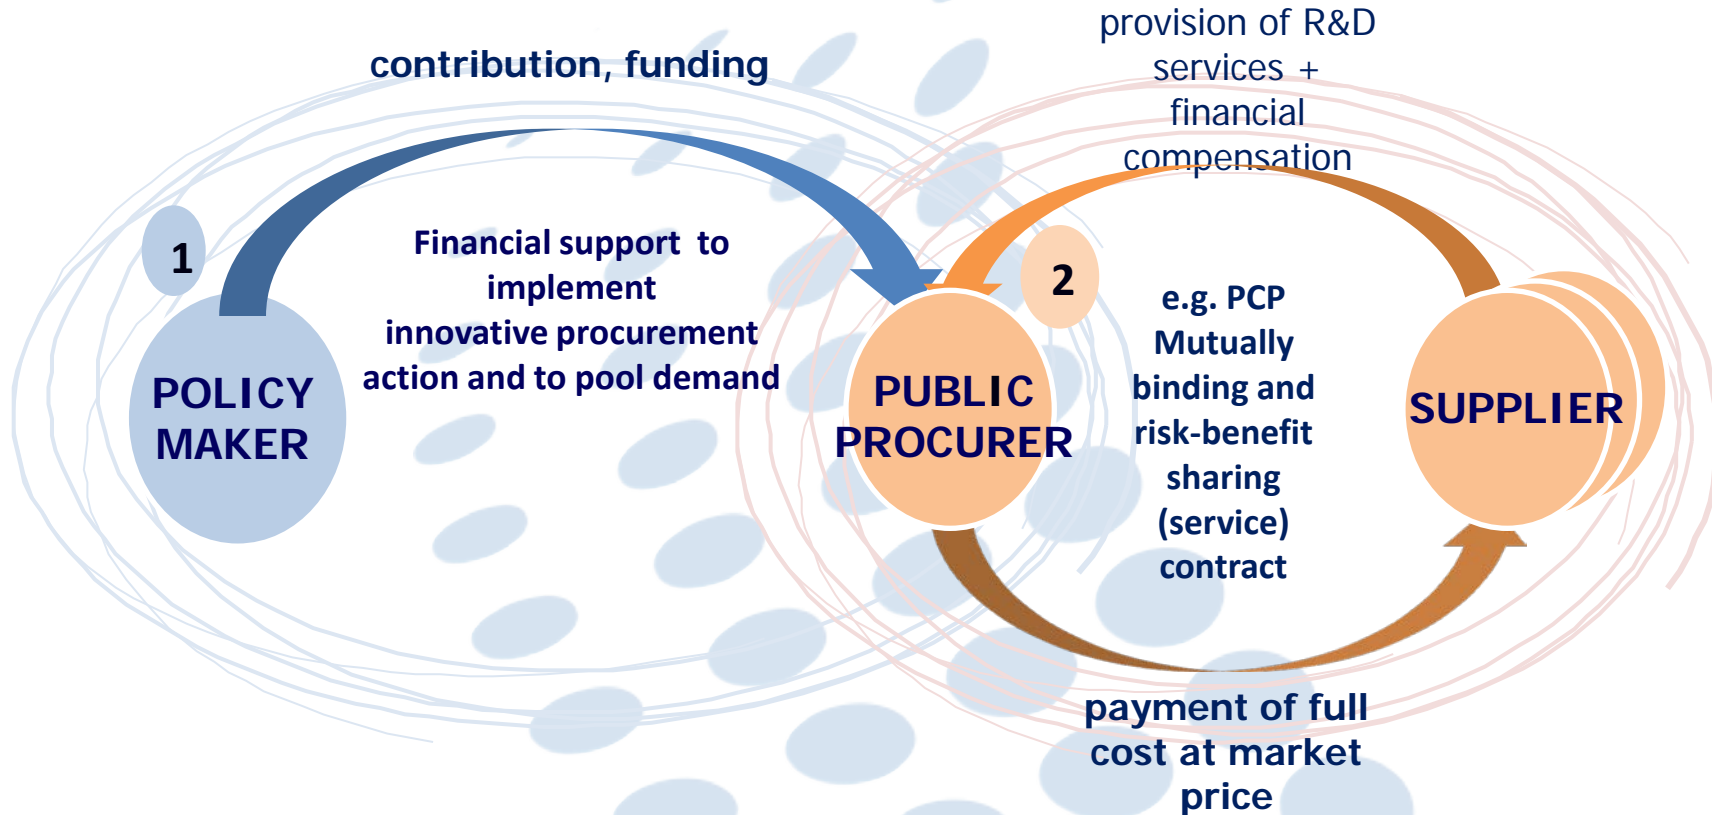 contribution, funding
provision of R&D
services +
financial
compensation
1
Financial support to
implement
innovative procurement
action and to pool demand
2
e.g. PCP
Mutually
binding and
risk-benefit
sharing
(service)
contract
POLICY
MAKER
PUBLIC
PROCURER
SUPPLIER
payment of full
cost at market
price